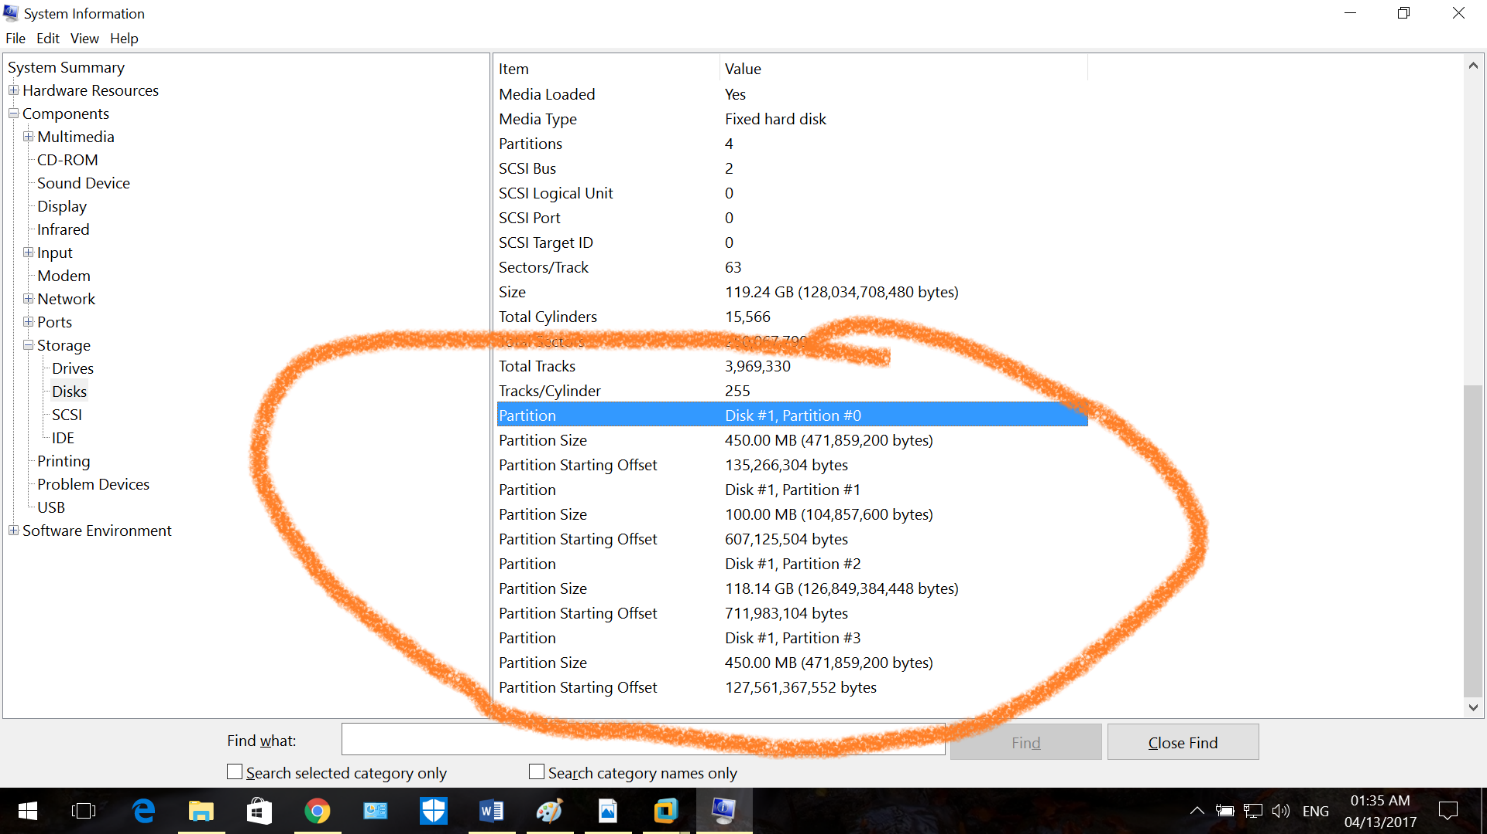 System Information
File Edit View Help
System Summary
Hardware Resources
Components
Multimedia
CD-ROM
Sound Device
Display
Infrared
Input
Modem
Network
Ports
Storage
Drives
Disks
SCSI
IDE
Printing
Problem Devices
USB
Software Environment
Item Value
Media Loaded Yes
Media Type Fixed hard disk
Partitions 4
SCSI Bus 2
SCSI Logical Unit 0
SCSI Port 0
SCSI Target ID 0
Sectors/Track 63
Size 119.24 GB (128,034,708,480 bytes)
Total Cylinders 15,566
Total Sectors
Total Tracks 3,969,330
Tracks/Cylinder 255
Partition Disk #1, Partition #0
Partition Size 450.00 MB (471,859,200 bytes)
Partition Starting Offset 135,266,304 bytes
Partition Disk #1, Partition #1
Partition Size 100.00 MB (104,857,600 bytes)
Partition Starting Offset 607,125,504 bytes
Partition Disk #1, Partition #2
Partition Size 118.14 GB (126,849,384,448 bytes)
Partition Starting Offset 711,983,104 bytes
Partition Disk #1, Partition #3
Partition Size 450.00 MB (471,859,200 bytes)
Partition Starting Offset 127,561,367,552 bytes
Find what: Find Close Find
Search selected category only Search category names only
ENG 01:35 AM
04/13/2017